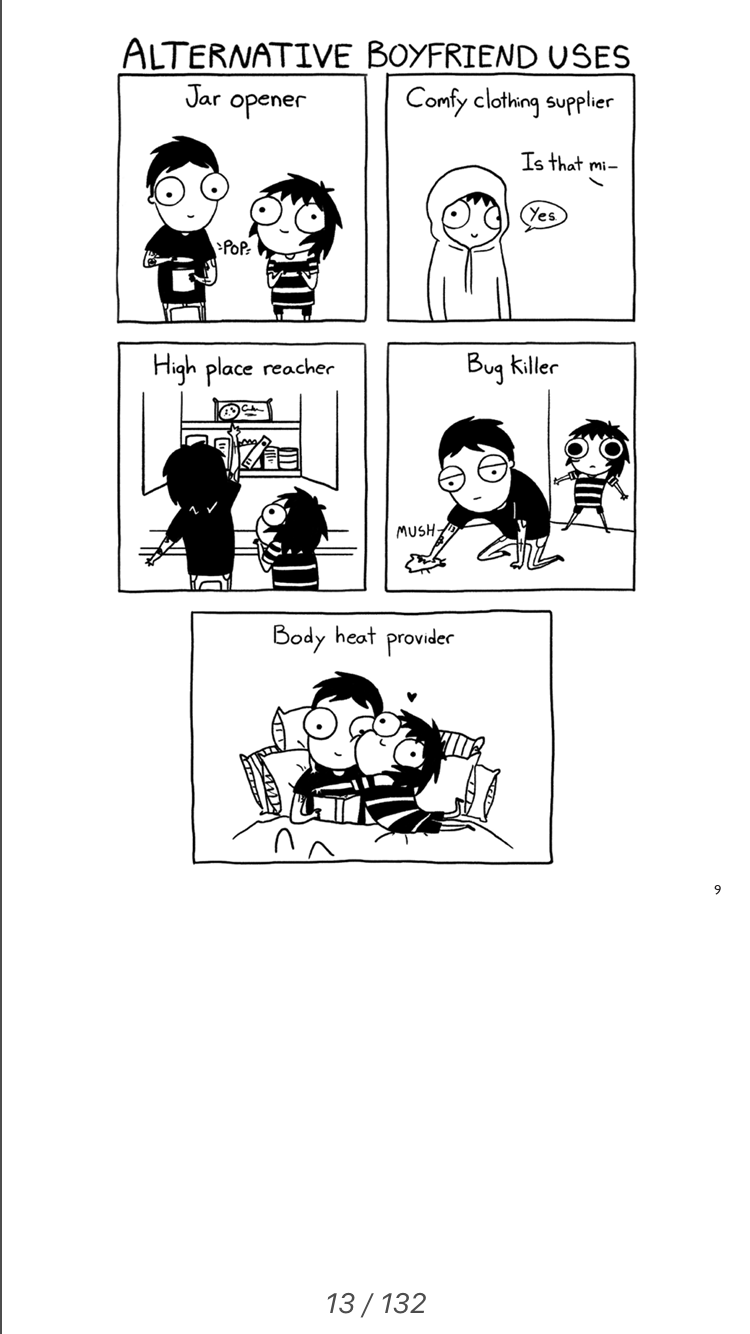 ALTERNATIVE BOYFRIEND USES
Jar opener
POP
Comfy clothing supplier
Is that mi–
Yes
High place reacher
Bug killer
MUSH
Body heat provider
9
13 / 132